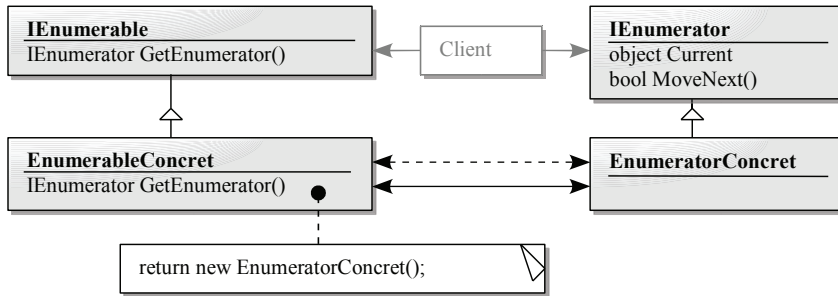 IEnumerable
IEnumerator GetEnumerator()
Client
IEnumerator
object Current
bool MoveNext()
EnumerableConcret
IEnumerator GetEnumerator()
EnumeratorConcret
return new EnumeratorConcret();